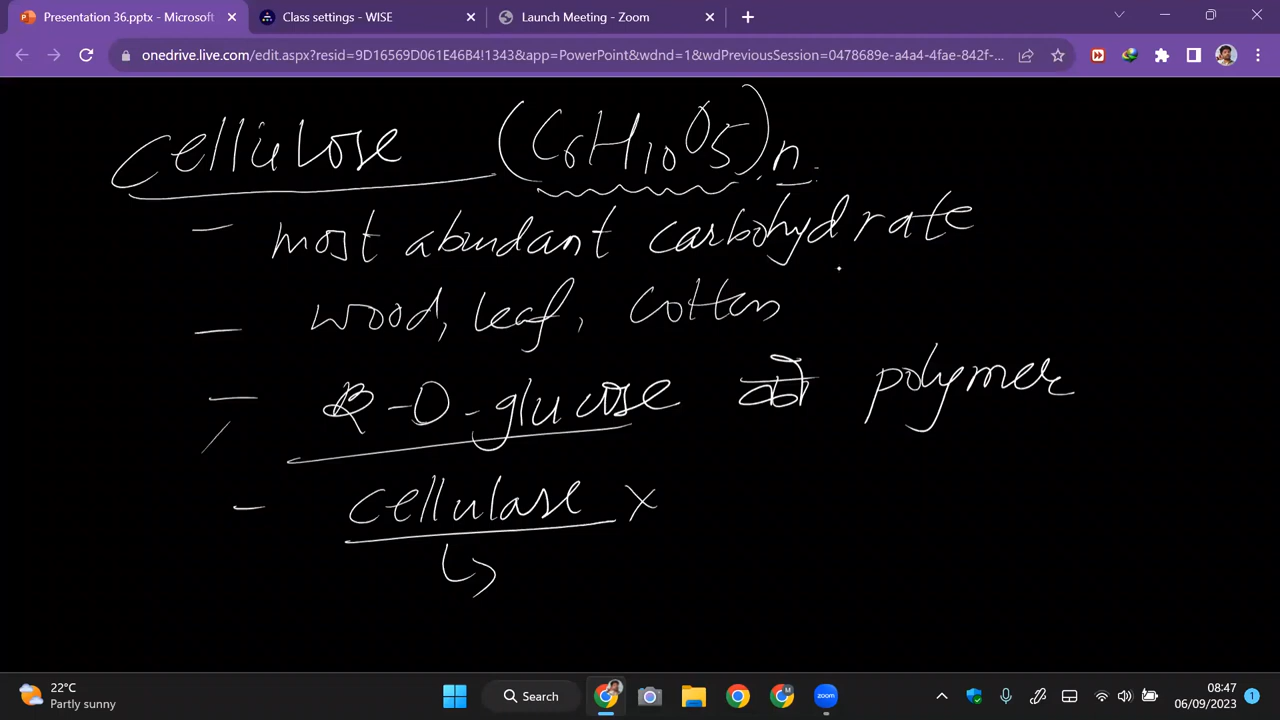 Presentation 36.pptx - Microsoft
Class settings - WISE
Launch Meeting - Zoom
onedrive.live.com/edit.aspx?resid=9D16569D061E46B4!1343&app=PowerPoint&wdnd=1&wdPreviousSession=0478689e-a4a4-4fae-842f-...
cellulose (C6H10O5)n.
- most abundant carbohydrate
- wood, leaf, cotton
- β-D-glucose polymer
- cellulase x
↳
22°C
Partly sunny
Search
zoom
08:47
06/09/2023
1